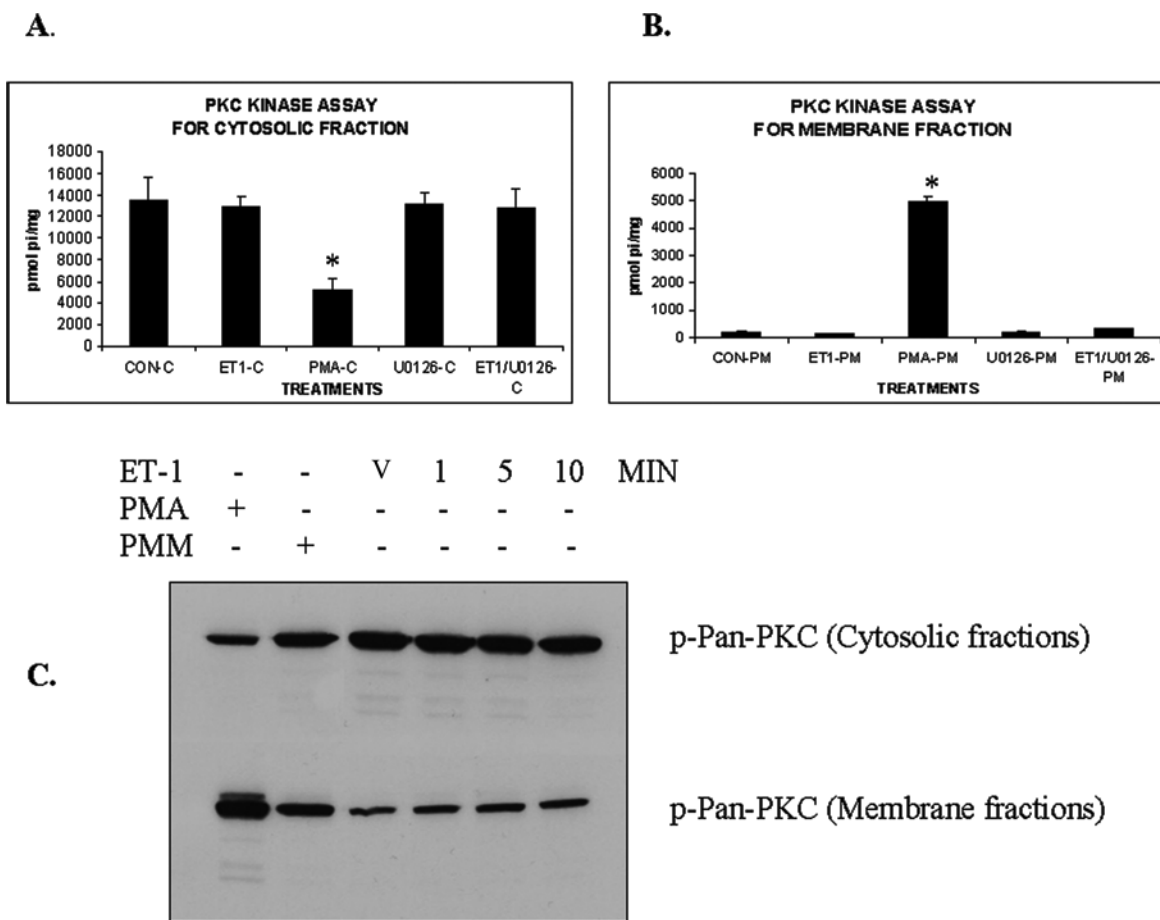 A.
B.
PKC KINASE ASSAY
FOR CYTOSOLIC FRACTION
18000
16000
14000
12000
10000
8000
6000
4000
2000
0
pmol pi/mg
*
CON-C ET1-C PMA-C U0126-C ET1/U0126-
C
TREATMENTS
PKC KINASE ASSAY
FOR MEMBRANE FRACTION
6000
5000
4000
3000
2000
1000
0
pmol pi/mg
*
CON-PM ET1-PM PMA-PM U0126-PM ET1/U0126-
PM
TREATMENTS
ET-1 - - V 1 5 10 MIN
PMA + - - - - -
PMM - + - - - -
p-Pan-PKC (Cytosolic fractions)
C.
p-Pan-PKC (Membrane fractions)